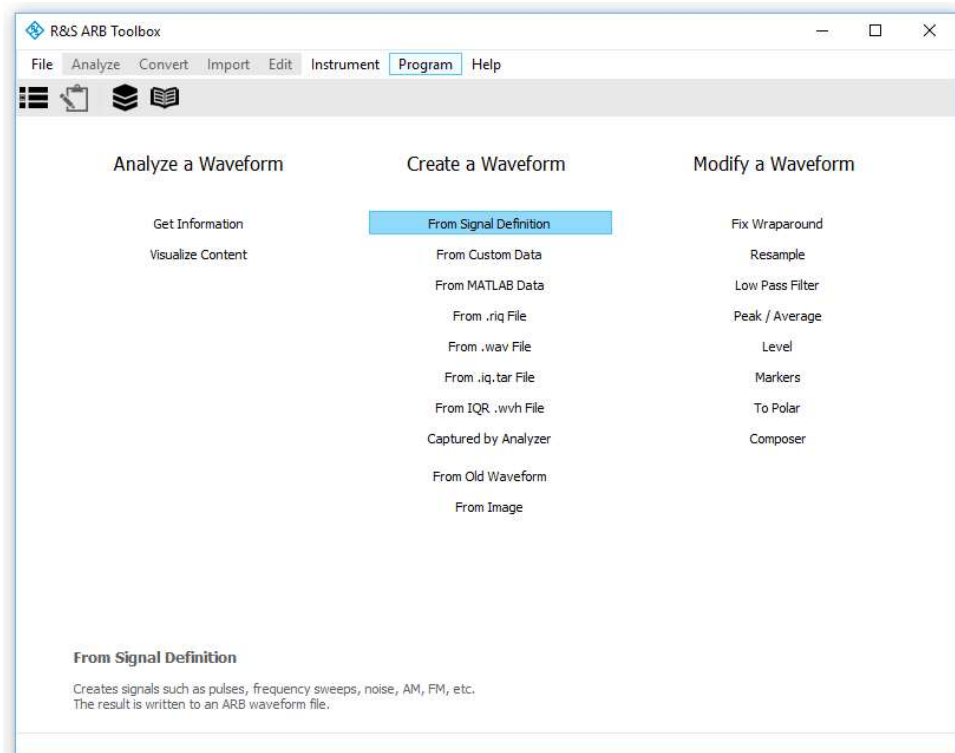 R&S ARB Toolbox
File Analyze Convert Import Edit Instrument Program Help
Analyze a Waveform
Get Information
Visualize Content
Create a Waveform
From Signal Definition
From Custom Data
From MATLAB Data
From .riq File
From .wav File
From .iq.tar File
From IQR .wvh File
Captured by Analyzer
From Old Waveform
From Image
Modify a Waveform
Fix Wraparound
Resample
Low Pass Filter
Peak / Average
Level
Markers
To Polar
Composer
From Signal Definition
Creates signals such as pulses, frequency sweeps, noise, AM, FM, etc.
The result is written to an ARB waveform file.